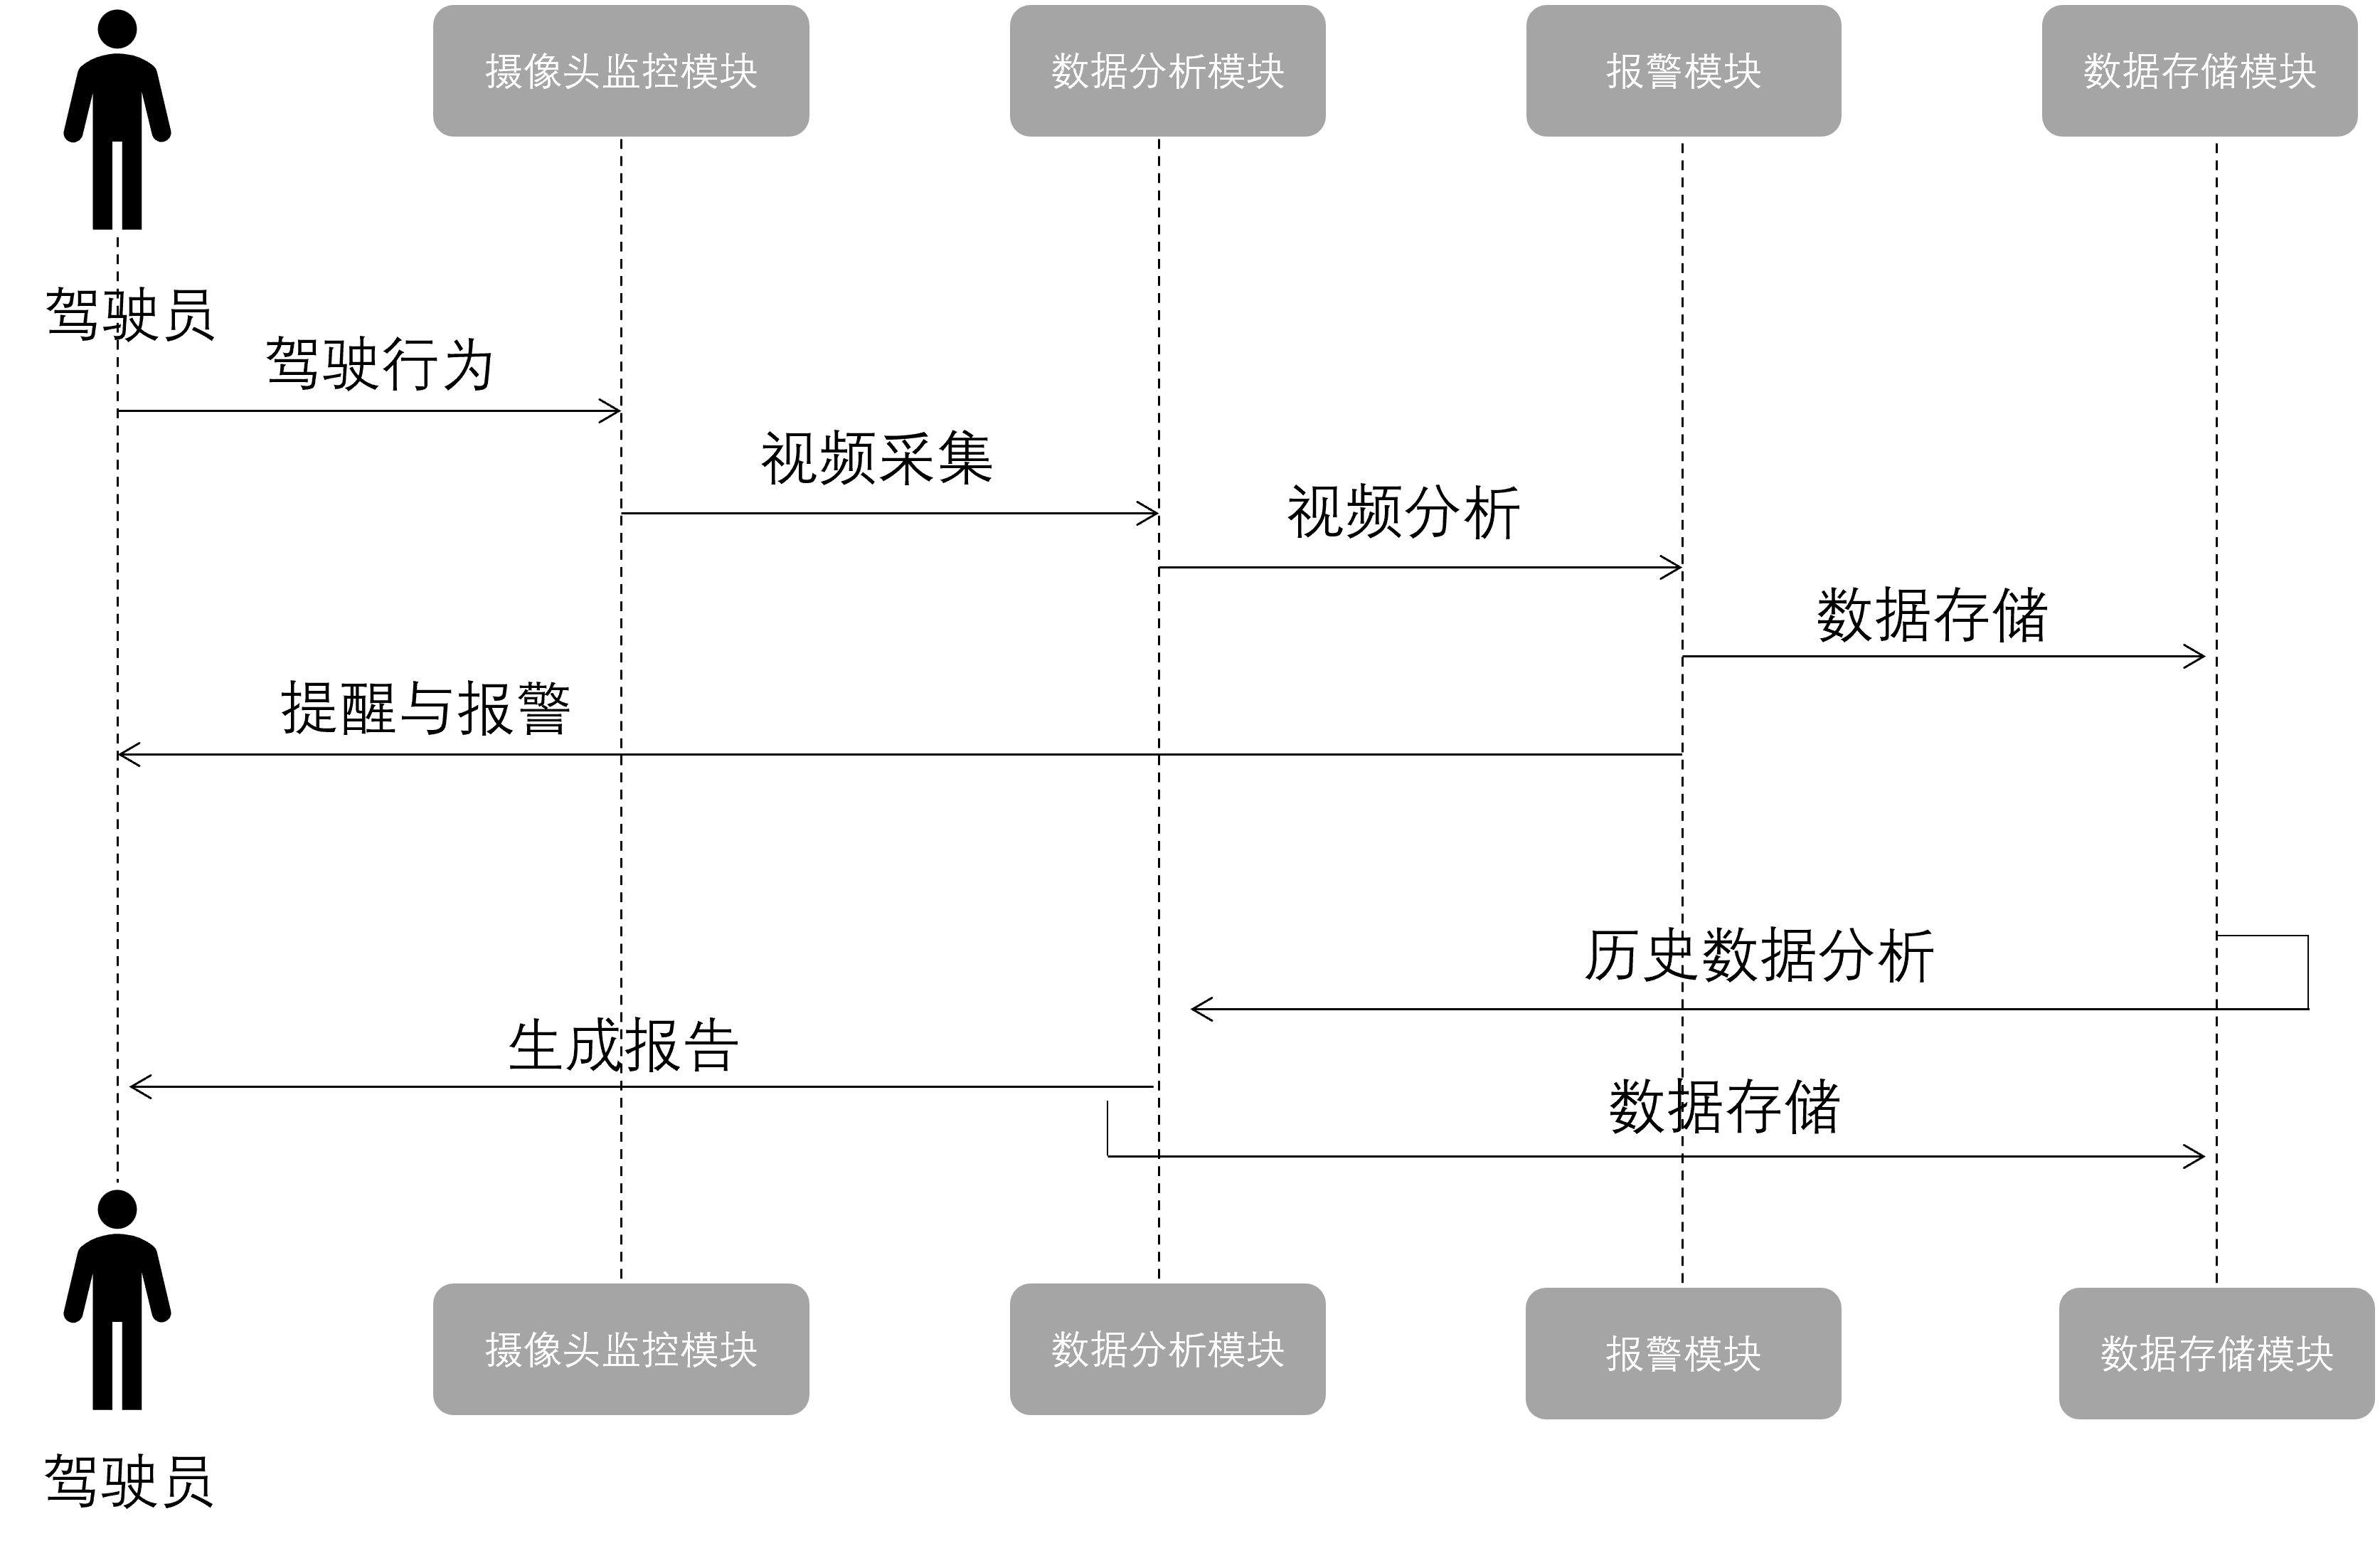 摄像头监控模块
数据分析模块
报警模块
数据存储模块
驾驶员
驾驶行为
视频采集
视频分析
数据存储
提醒与报警
历史数据分析
生成报告
数据存储
摄像头监控模块
数据分析模块
报警模块
数据存储模块
驾驶员